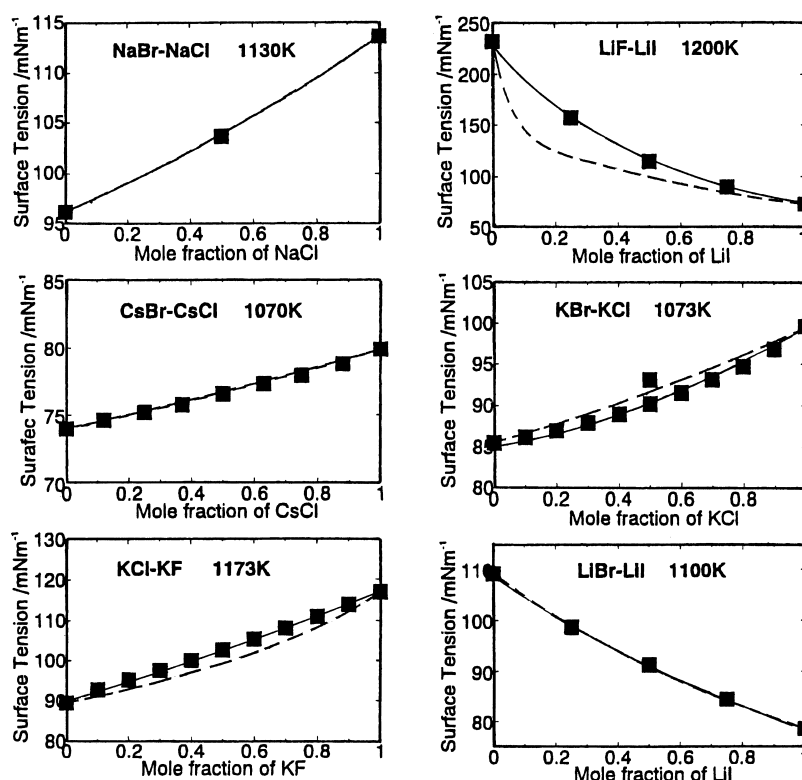 115
110
105
100
95
Surface Tension /mNm⁻¹
NaBr-NaCl 1130K
0 0.2 0.4 0.6 0.8 1
Mole fraction of NaCl
250
200
150
100
50
Surface Tension /mNm⁻¹
LiF-LiI 1200K
0 0.2 0.4 0.6 0.8 1
Mole fraction of LiI
85
80
75
70
Surafec Tension /mNm⁻¹
CsBr-CsCl 1070K
0 0.2 0.4 0.6 0.8 1
Mole fraction of CsCl
105
100
95
90
85
80
Surface Tension /mNm⁻¹
KBr-KCl 1073K
0 0.2 0.4 0.6 0.8 1
Mole fraction of KCl
130
120
110
100
90
80
Surface Tension /mNm⁻¹
KCl-KF 1173K
0 0.2 0.4 0.6 0.8 1
Mole fraction of KF
110
100
90
80
Surface Tension /mNm⁻¹
LiBr-LiI 1100K
0 0.2 0.4 0.6 0.8 1
Mole fraction of LiI